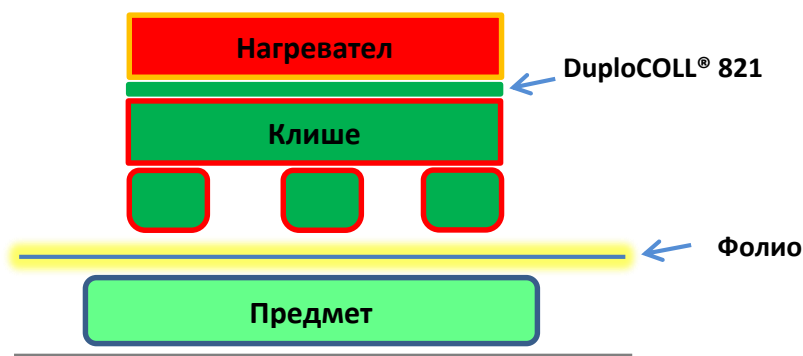 Нагревател
DuploCOLL® 821
Клише
Фолио
Предмет